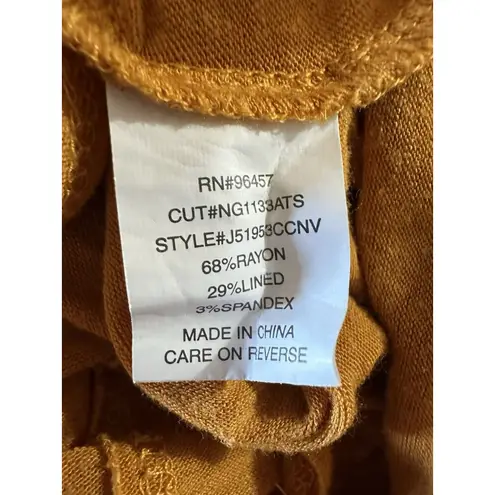 RN#96457
CUT#NG1133ATS
STYLE#J51953CCNV
68%RAYON
29%LINED
3%SPANDEX
MADE IN CHINA
CARE ON REVERSE